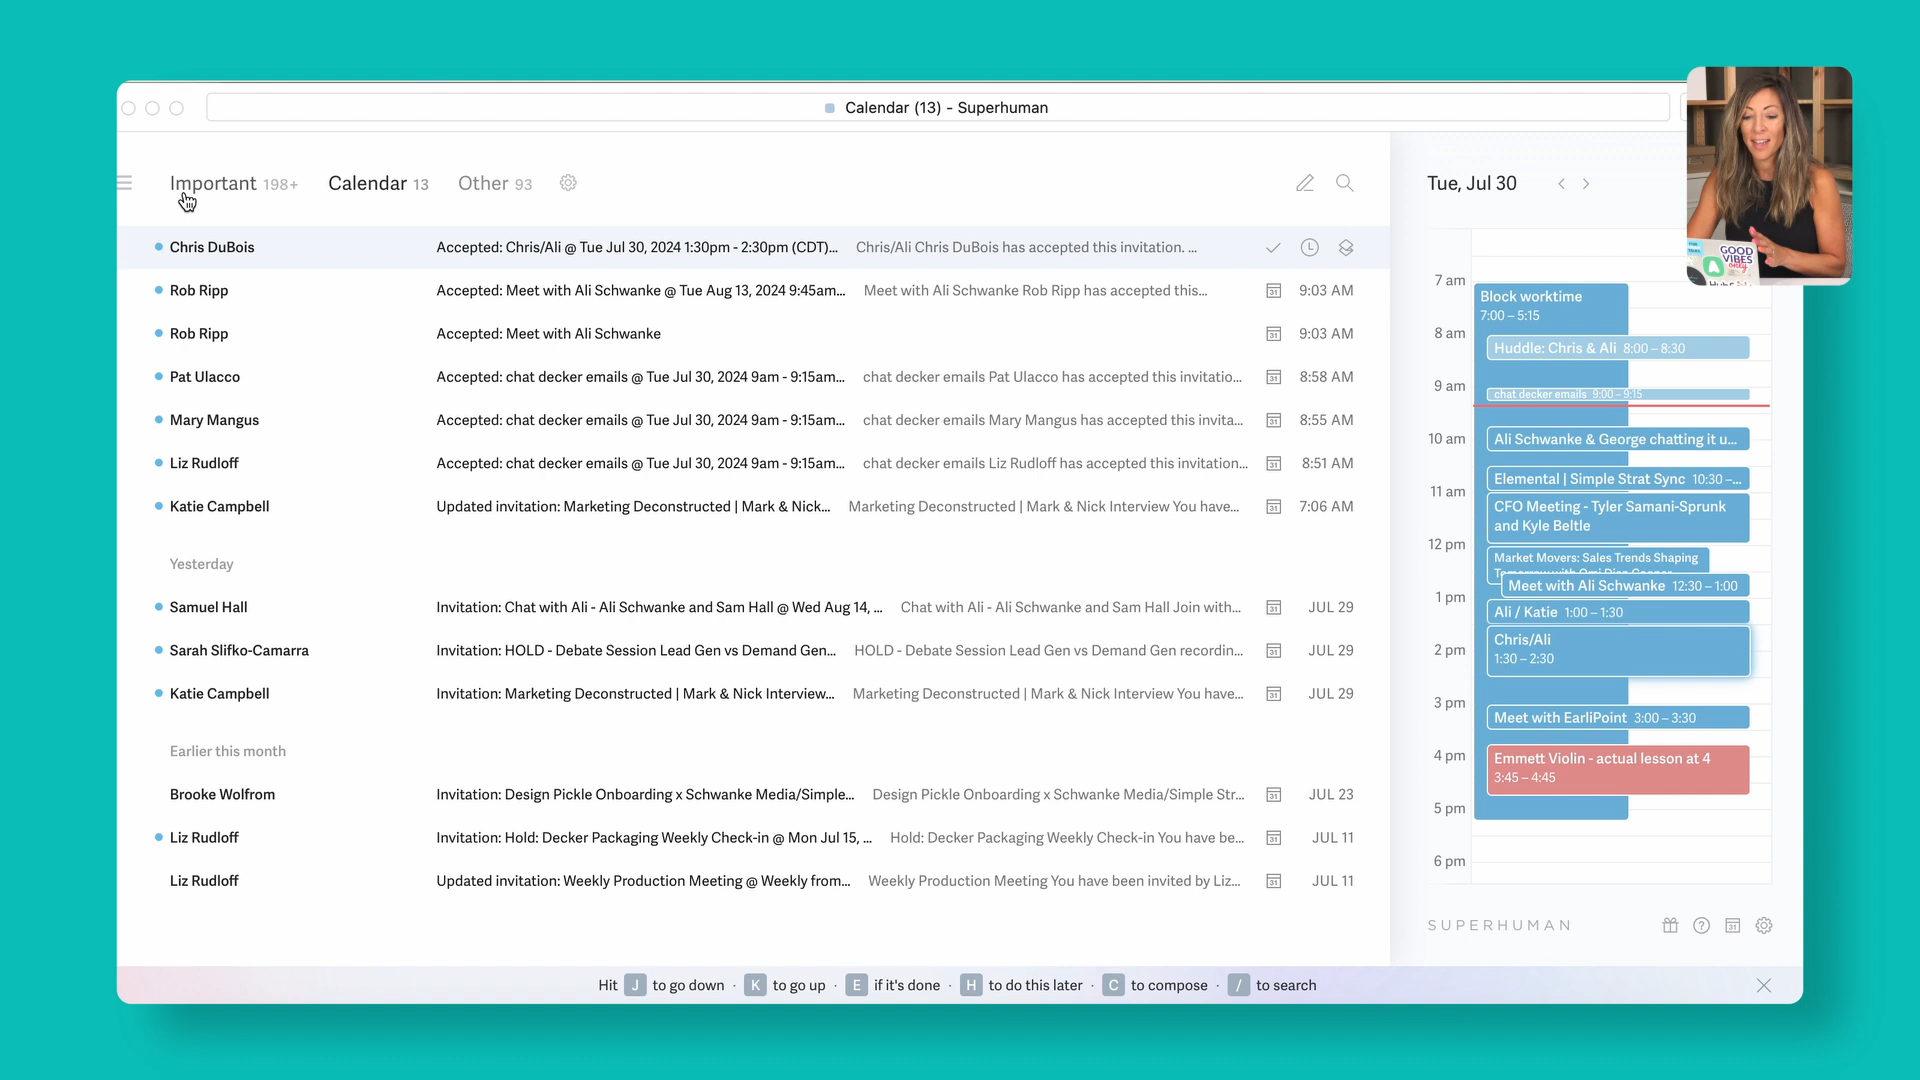 Calendar (13) - Superhuman
Important 198+ Calendar 13 Other 93
Chris DuBois Accepted: Chris/Ali @ Tue Jul 30, 2024 1:30pm - 2:30pm (CDT)... Chris/Ali Chris DuBois has accepted this invitation. ...
Rob Ripp Accepted: Meet with Ali Schwanke @ Tue Aug 13, 2024 9:45am... Meet with Ali Schwanke Rob Ripp has accepted this... 31 9:03 AM
Rob Ripp Accepted: Meet with Ali Schwanke 31 9:03 AM
Pat Ulacco Accepted: chat decker emails @ Tue Jul 30, 2024 9am - 9:15am... chat decker emails Pat Ulacco has accepted this invitatio... 31 8:58 AM
Mary Mangus Accepted: chat decker emails @ Tue Jul 30, 2024 9am - 9:15am... chat decker emails Mary Mangus has accepted this invita... 31 8:55 AM
Liz Rudloff Accepted: chat decker emails @ Tue Jul 30, 2024 9am - 9:15am... chat decker emails Liz Rudloff has accepted this invitation... 31 8:51 AM
Katie Campbell Updated invitation: Marketing Deconstructed | Mark & Nick... Marketing Deconstructed | Mark & Nick Interview You have... 31 7:06 AM
Yesterday
Samuel Hall Invitation: Chat with Ali - Ali Schwanke and Sam Hall @ Wed Aug 14, ... Chat with Ali - Ali Schwanke and Sam Hall Join with... 31 JUL 29
Sarah Slifko-Camarra Invitation: HOLD - Debate Session Lead Gen vs Demand Gen... HOLD - Debate Session Lead Gen vs Demand Gen recordin... 31 JUL 29
Katie Campbell Invitation: Marketing Deconstructed | Mark & Nick Interview... Marketing Deconstructed | Mark & Nick Interview You have... 31 JUL 29
Earlier this month
Brooke Wolfrom Invitation: Design Pickle Onboarding x Schwanke Media/Simple... Design Pickle Onboarding x Schwanke Media/Simple Str... 31 JUL 23
Liz Rudloff Invitation: Hold: Decker Packaging Weekly Check-in @ Mon Jul 15, ... Hold: Decker Packaging Weekly Check-in You have be... 31 JUL 11
Liz Rudloff Updated invitation: Weekly Production Meeting @ Weekly from... Weekly Production Meeting You have been invited by Liz... 31 JUL 11
Tue, Jul 30
GOOD
VIBES
only
7 am
Block worktime
7:00 – 5:15
8 am
Huddle: Chris & Ali 8:00 – 8:30
9 am
chat decker emails 9:00 – 9:15
10 am
Ali Schwanke & George chatting it u...
Elemental | Simple Strat Sync 10:30 –...
11 am
CFO Meeting - Tyler Samani-Sprunk
and Kyle Beltle
12 pm
Market Movers: Sales Trends Shaping
Meet with Ali Schwanke 12:30 – 1:00
1 pm
Ali / Katie 1:00 – 1:30
Chris/Ali
1:30 – 2:30
2 pm
3 pm
Meet with EarliPoint 3:00 – 3:30
4 pm
Emmett Violin - actual lesson at 4
3:45 – 4:45
5 pm
6 pm
SUPERHUMAN 31
Hit J to go down · K to go up · E if it's done · H to do this later · C to compose · / to search